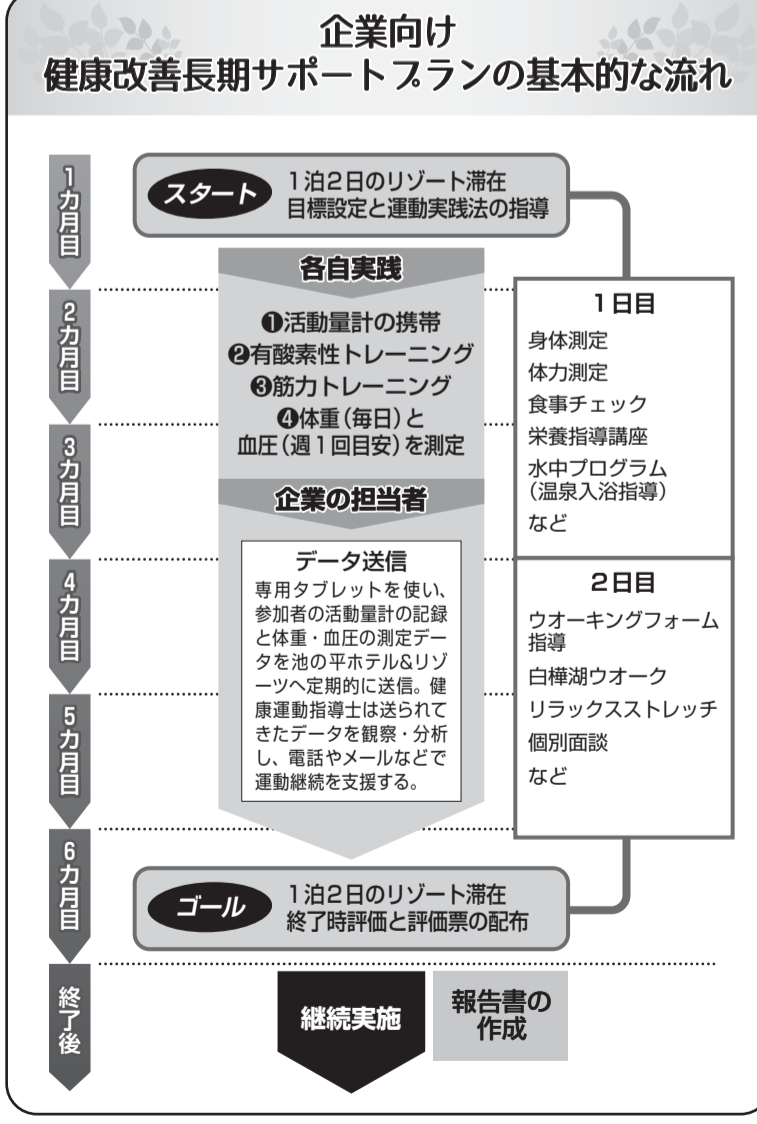 企業向け
健康改善長期サポートプランの基本的な流れ
1カ月目
2カ月目
3カ月目
4カ月目
5カ月目
6カ月目
終了後
スタート
1泊2日のリゾート滞在
目標設定と運動実践法の指導
各自実践
❶活動量計の携帯
❷有酸素性トレーニング
❸筋力トレーニング
❹体重(毎日)と
血圧(週1回目安)を測定
企業の担当者
データ送信
専用タブレットを使い、
参加者の活動量計の記録
と体重・血圧の測定デー
タを池の平ホテル&リゾ
ーツへ定期的に送信。健
康運動指導士は送られて
きたデータを観察・分析
し、電話やメールなどで
運動継続を支援する。
1日目
身体測定
体力測定
食事チェック
栄養指導講座
水中プログラム
(温泉入浴指導)
など
2日目
ウオーキングフォーム
指導
白樺湖ウオーク
リラックスストレッチ
個別面談
など
ゴール
1泊2日のリゾート滞在
終了時評価と評価票の配布
継続実施
報告書の
作成